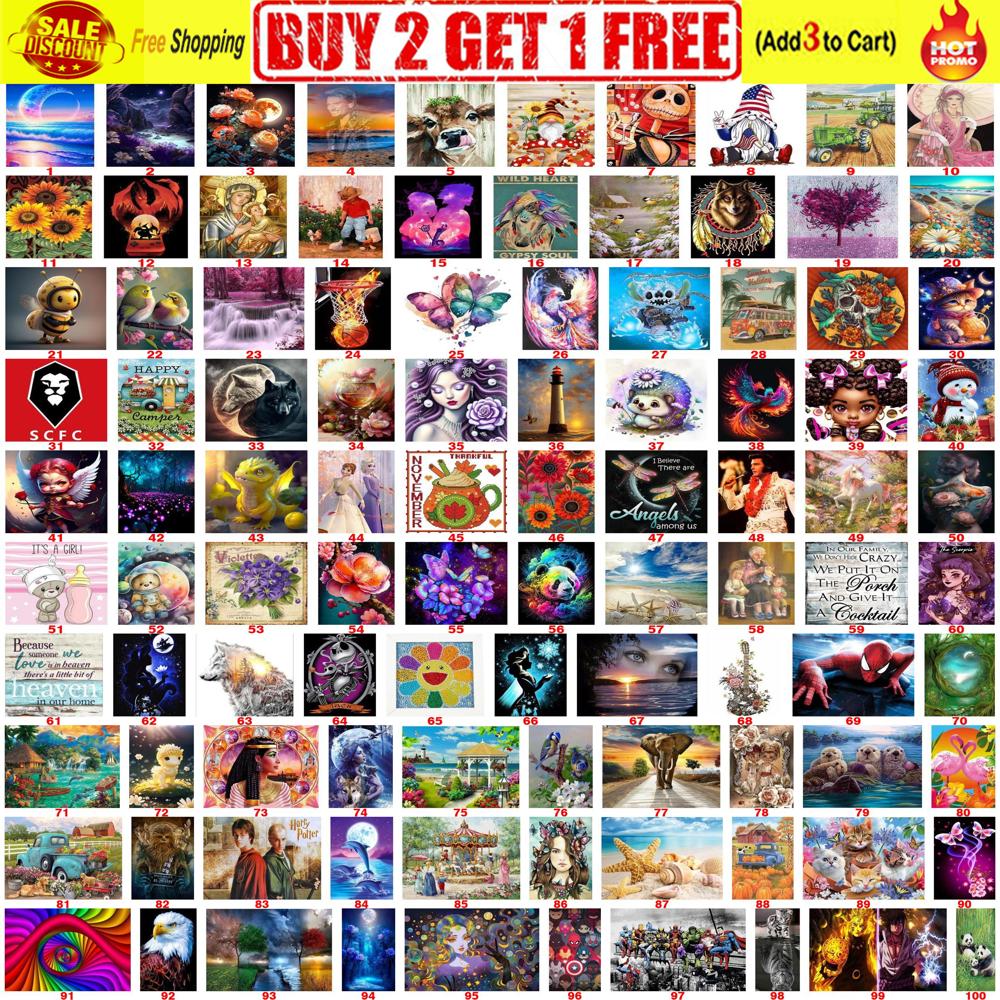 SALE
DISCOUNT
Free Shopping
BUY 2 GET 1 FREE
(Add 3 to Cart)
HOT
PROMO
1 2 3 4 5 6 7 8 9 10
WILD HEART
GYPSY SOUL
11 12 13 14 15 16 17 18 19 20
21 22 23 24 25 26 27 28 29 30
SCFC
HAPPY
Camper
31 32 33 34 35 36 37 38 39 40
NOVEMBER
THANKFUL
I Believe
There are
Angels
among us
41 42 43 44 45 46 47 48 49 50
IT'S A GIRL!
Violette
IN OUR FAMILY,
WE DON'T HIDE CRAZY
WE PUT IT ON
THE Porch
AND GIVE IT
A Cocktail
The Scorpio
51 52 53 54 55 56 57 58 59 60
Because
someone we
love is in heaven
there's a little bit of
heaven
in our home
61 62 63 64 65 66 67 68 69 70
71 72 73 74 75 76 77 78 79 80
Harry
Potter
81 82 83 84 85 86 87 88 89 90
91 92 93 94 95 96 97 98 99 100